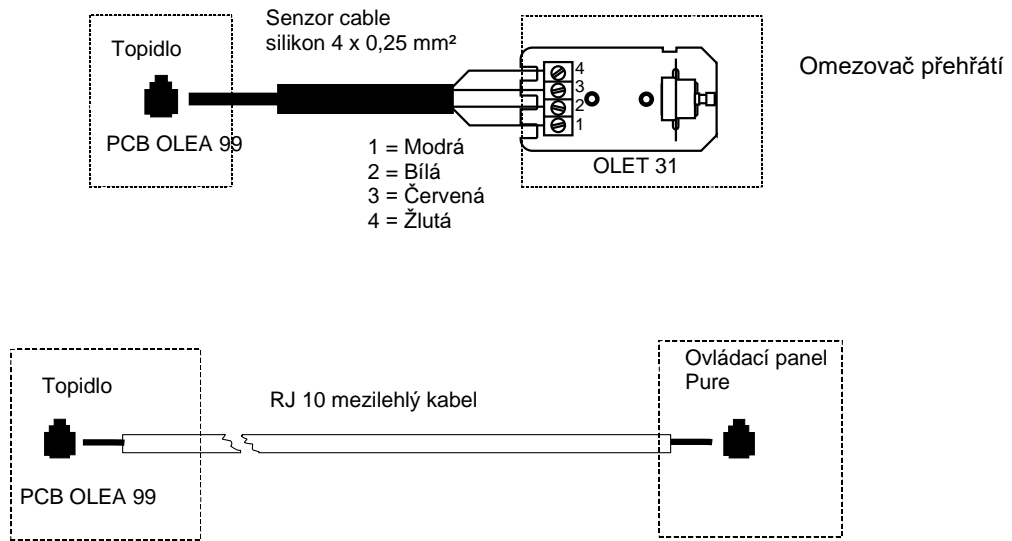 Senzor cable
silikon 4 x 0,25 mm²
Topidlo
PCB OLEA 99
4
3
2
1
OLET 31
Omezovač přehřátí
1 = Modrá
2 = Bílá
3 = Červená
4 = Žlutá
Topidlo
PCB OLEA 99
RJ 10 mezilehlý kabel
Ovládací panel
Pure